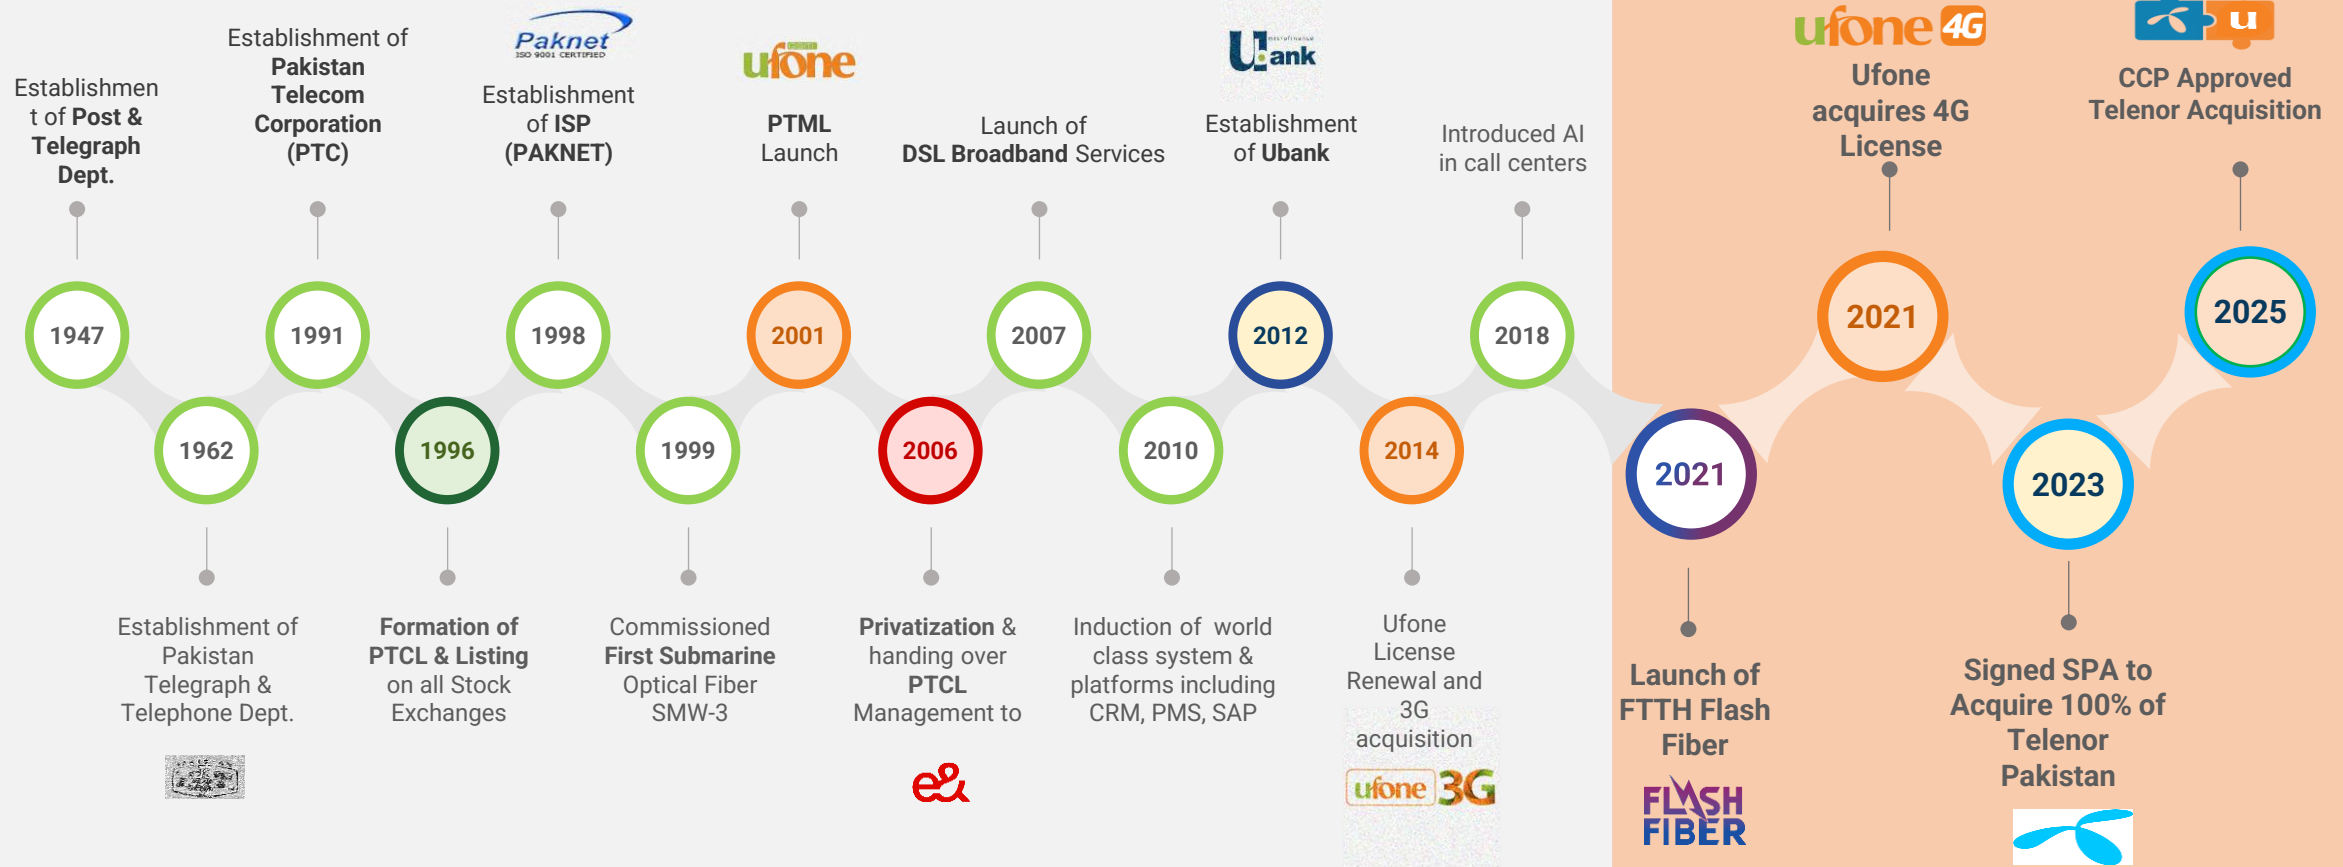 Establishmen
t of Post &
Telegraph
Dept.
1947
1962
Establishment of
Pakistan
Telegraph &
Telephone Dept.
Establishment of
Pakistan
Telecom
Corporation
(PTC)
1991
1996
Formation of
PTCL & Listing
on all Stock
Exchanges
Paknet
ISO 9001 CERTIFIED
Establishment
of ISP
(PAKNET)
1998
1999
Commissioned
First Submarine
Optical Fiber
SMW-3
ufone
PTML
Launch
2001
2006
Privatization &
handing over
PTCL
Management to
e&
Launch of
DSL Broadband Services
2007
2010
Induction of world
class system &
platforms including
CRM, PMS, SAP
Ubank
Establishment
of Ubank
2012
2014
Ufone
License
Renewal and
3G
acquisition
ufone 3G
Introduced AI
in call centers
2018
2021
Launch of
FTTH Flash
Fiber
FLASH
FIBER
ufone 4G
Ufone
acquires 4G
License
2021
2023
Signed SPA to
Acquire 100% of
Telenor
Pakistan
u
CCP Approved
Telenor Acquisition
2025